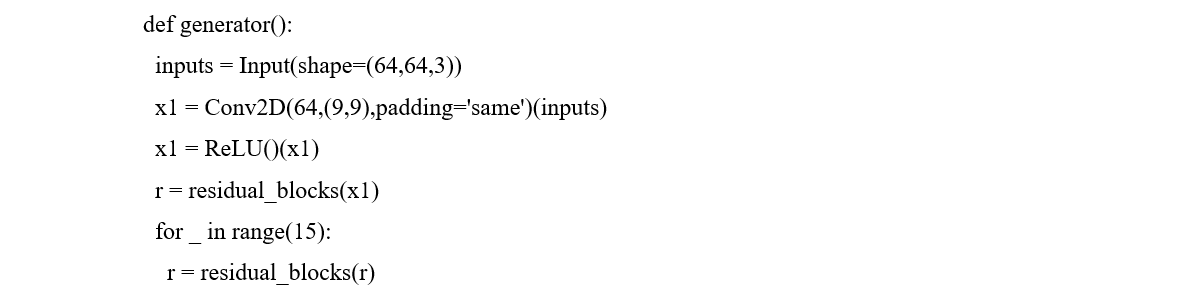 def generator():
inputs = Input(shape=(64,64,3))
x1 = Conv2D(64,(9,9),padding='same')(inputs)
x1 = ReLU()(x1)
r = residual_blocks(x1)
for _ in range(15):
r = residual_blocks(r)